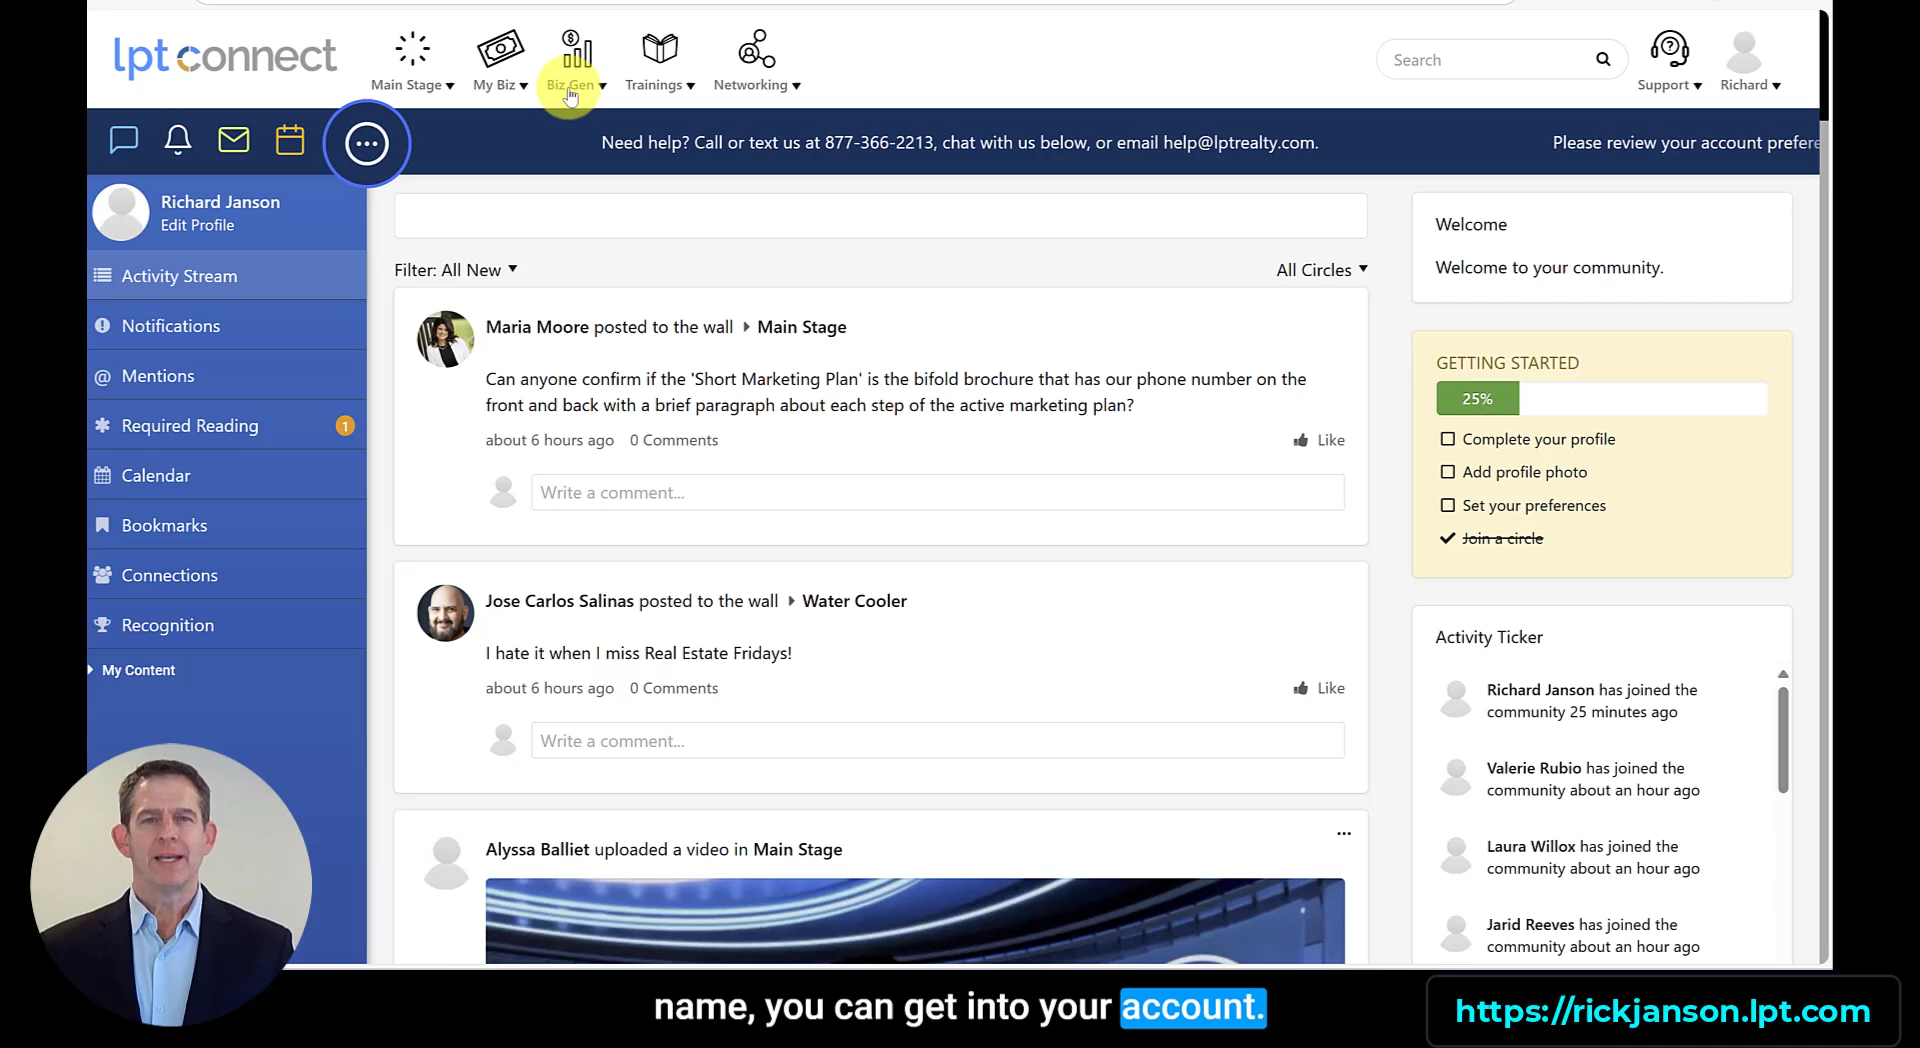 lpt connect
Main Stage
My Biz
Biz Gen
Trainings
Networking
Search
Support
Richard
Need help? Call or text us at 877-366-2213, chat with us below, or email help@lptrealty.com.
Please review your account prefere
Richard Janson
Edit Profile
Activity Stream
Notifications
@ Mentions
Required Reading 1
Calendar
Bookmarks
Connections
Recognition
My Content
Filter: All New
All Circles
Maria Moore posted to the wall Main Stage
Can anyone confirm if the 'Short Marketing Plan' is the bifold brochure that has our phone number on the
front and back with a brief paragraph about each step of the active marketing plan?
about 6 hours ago 0 Comments
Like
Write a comment...
Jose Carlos Salinas posted to the wall Water Cooler
I hate it when I miss Real Estate Fridays!
about 6 hours ago 0 Comments
Like
Write a comment...
Alyssa Balliet uploaded a video in Main Stage
Welcome
Welcome to your community.
GETTING STARTED
25%
Complete your profile
Add profile photo
Set your preferences
Join a circle
Activity Ticker
Richard Janson has joined the
community 25 minutes ago
Valerie Rubio has joined the
community about an hour ago
Laura Willox has joined the
community about an hour ago
Jarid Reeves has joined the
community about an hour ago
name, you can get into your account.
https://rickjanson.lpt.com